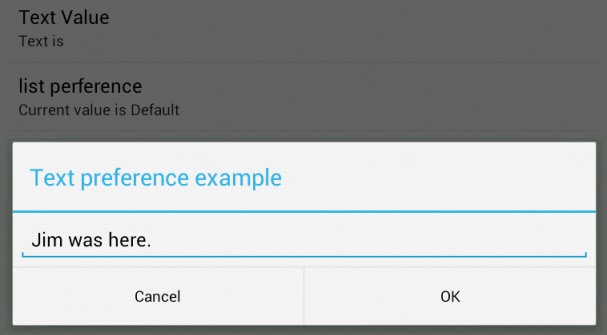 Text Value
Text is
list perference
Current value is Default
Text preference example
Jim was here.
Cancel OK